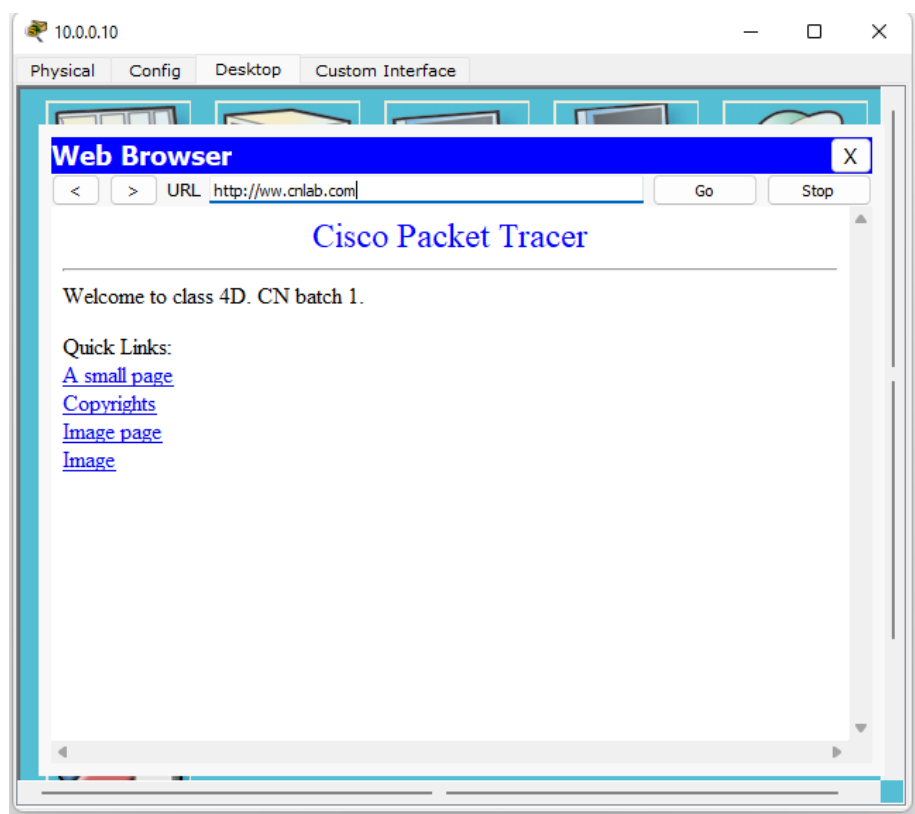 10.0.0.10
Physical Config Desktop Custom Interface
Web Browser X
< > URL http://ww.cnlab.com Go Stop
Cisco Packet Tracer
Welcome to class 4D. CN batch 1.
Quick Links:
A small page
Copyrights
Image page
Image